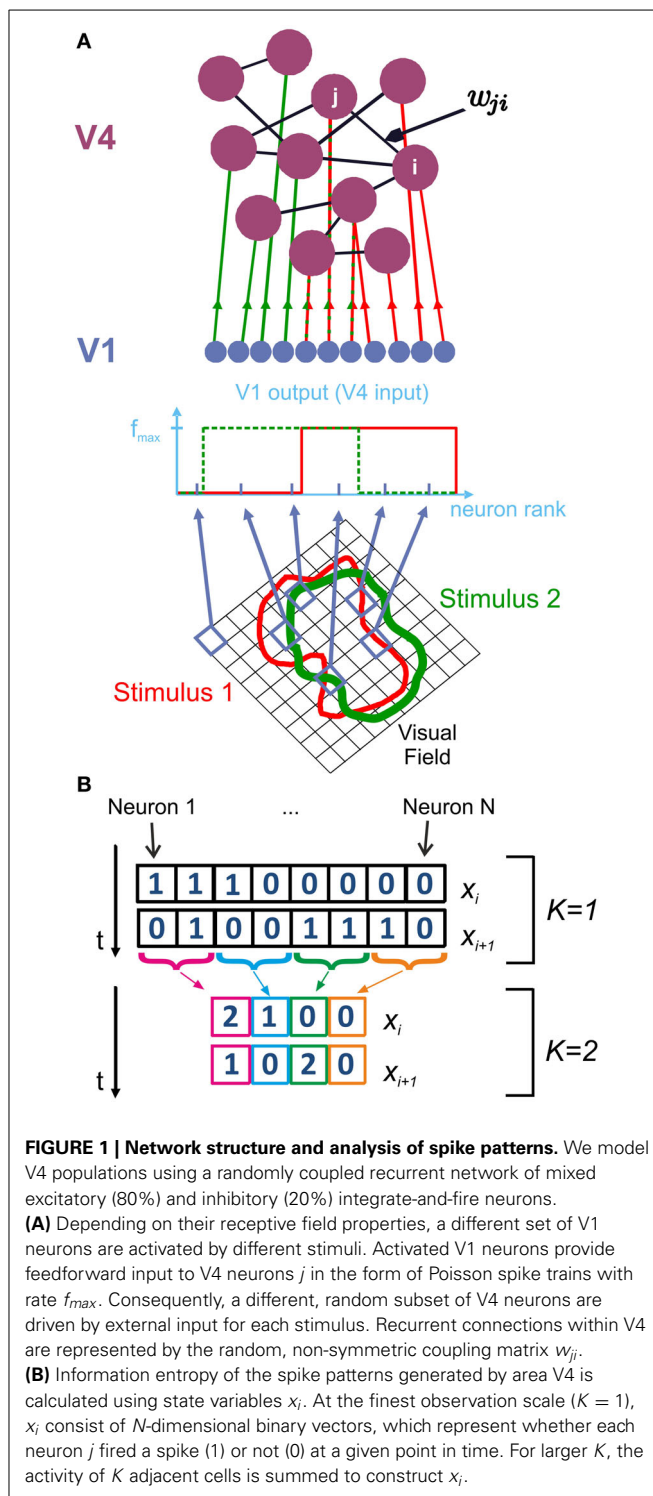 A
V4
j
w_{ji}
i
V1
V1 output (V4 input)
f_{max}
neuron rank
Stimulus 2
Stimulus 1
Visual
Field
B
Neuron 1 ... Neuron N
1 1 1 0 0 0 0 0 x_i
K=1
t
0 1 0 0 1 1 1 0 x_{i+1}
2 1 0 0 x_i
K=2
t
1 0 2 0 x_{i+1}
FIGURE 1 | Network structure and analysis of spike patterns. We model
V4 populations using a randomly coupled recurrent network of mixed
excitatory (80%) and inhibitory (20%) integrate-and-fire neurons.
(A) Depending on their receptive field properties, a different set of V1
neurons are activated by different stimuli. Activated V1 neurons provide
feedforward input to V4 neurons j in the form of Poisson spike trains with
rate f_{max}. Consequently, a different, random subset of V4 neurons are
driven by external input for each stimulus. Recurrent connections within V4
are represented by the random, non-symmetric coupling matrix w_{ji}.
(B) Information entropy of the spike patterns generated by area V4 is
calculated using state variables x_i. At the finest observation scale (K = 1),
x_i consist of N-dimensional binary vectors, which represent whether each
neuron j fired a spike (1) or not (0) at a given point in time. For larger K, the
activity of K adjacent cells is summed to construct x_i.